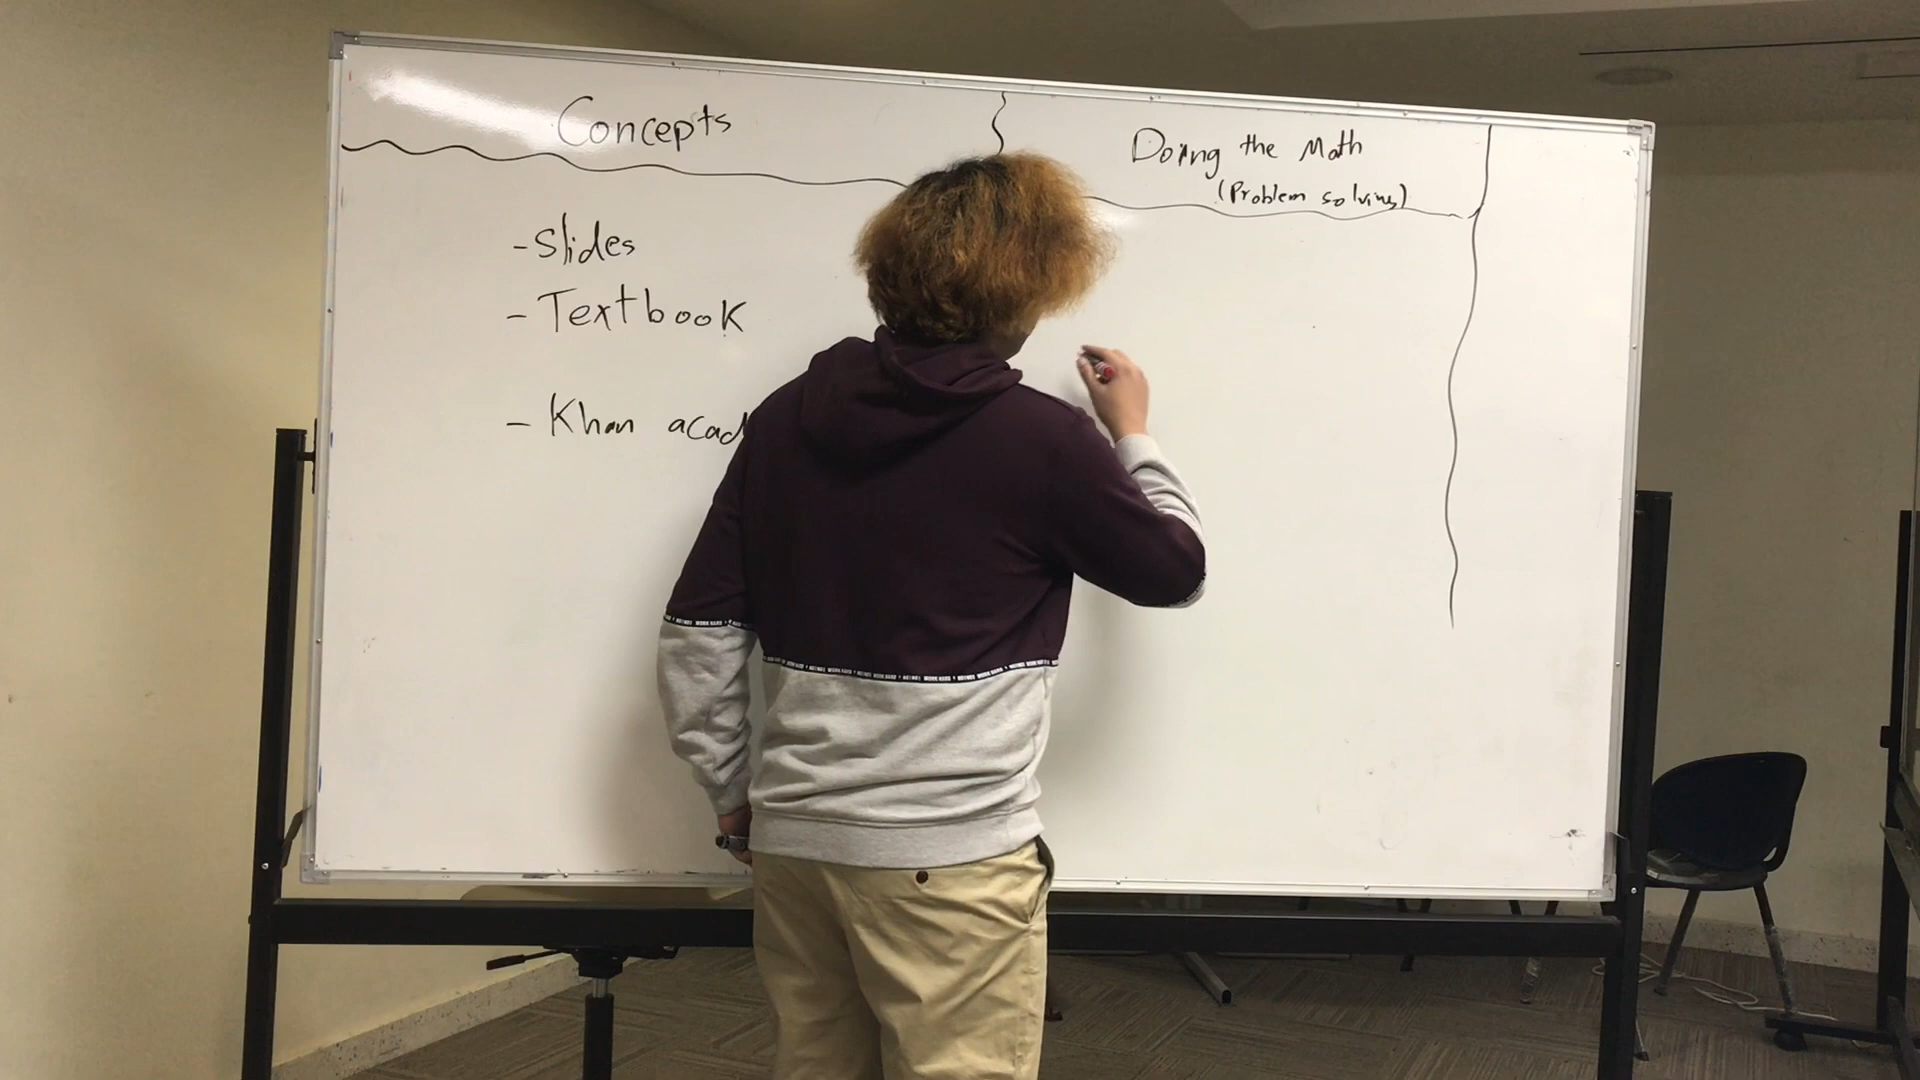 Concepts
- Slides
- Textbook
- Khan acad
Doing the Math
(Problem solving)